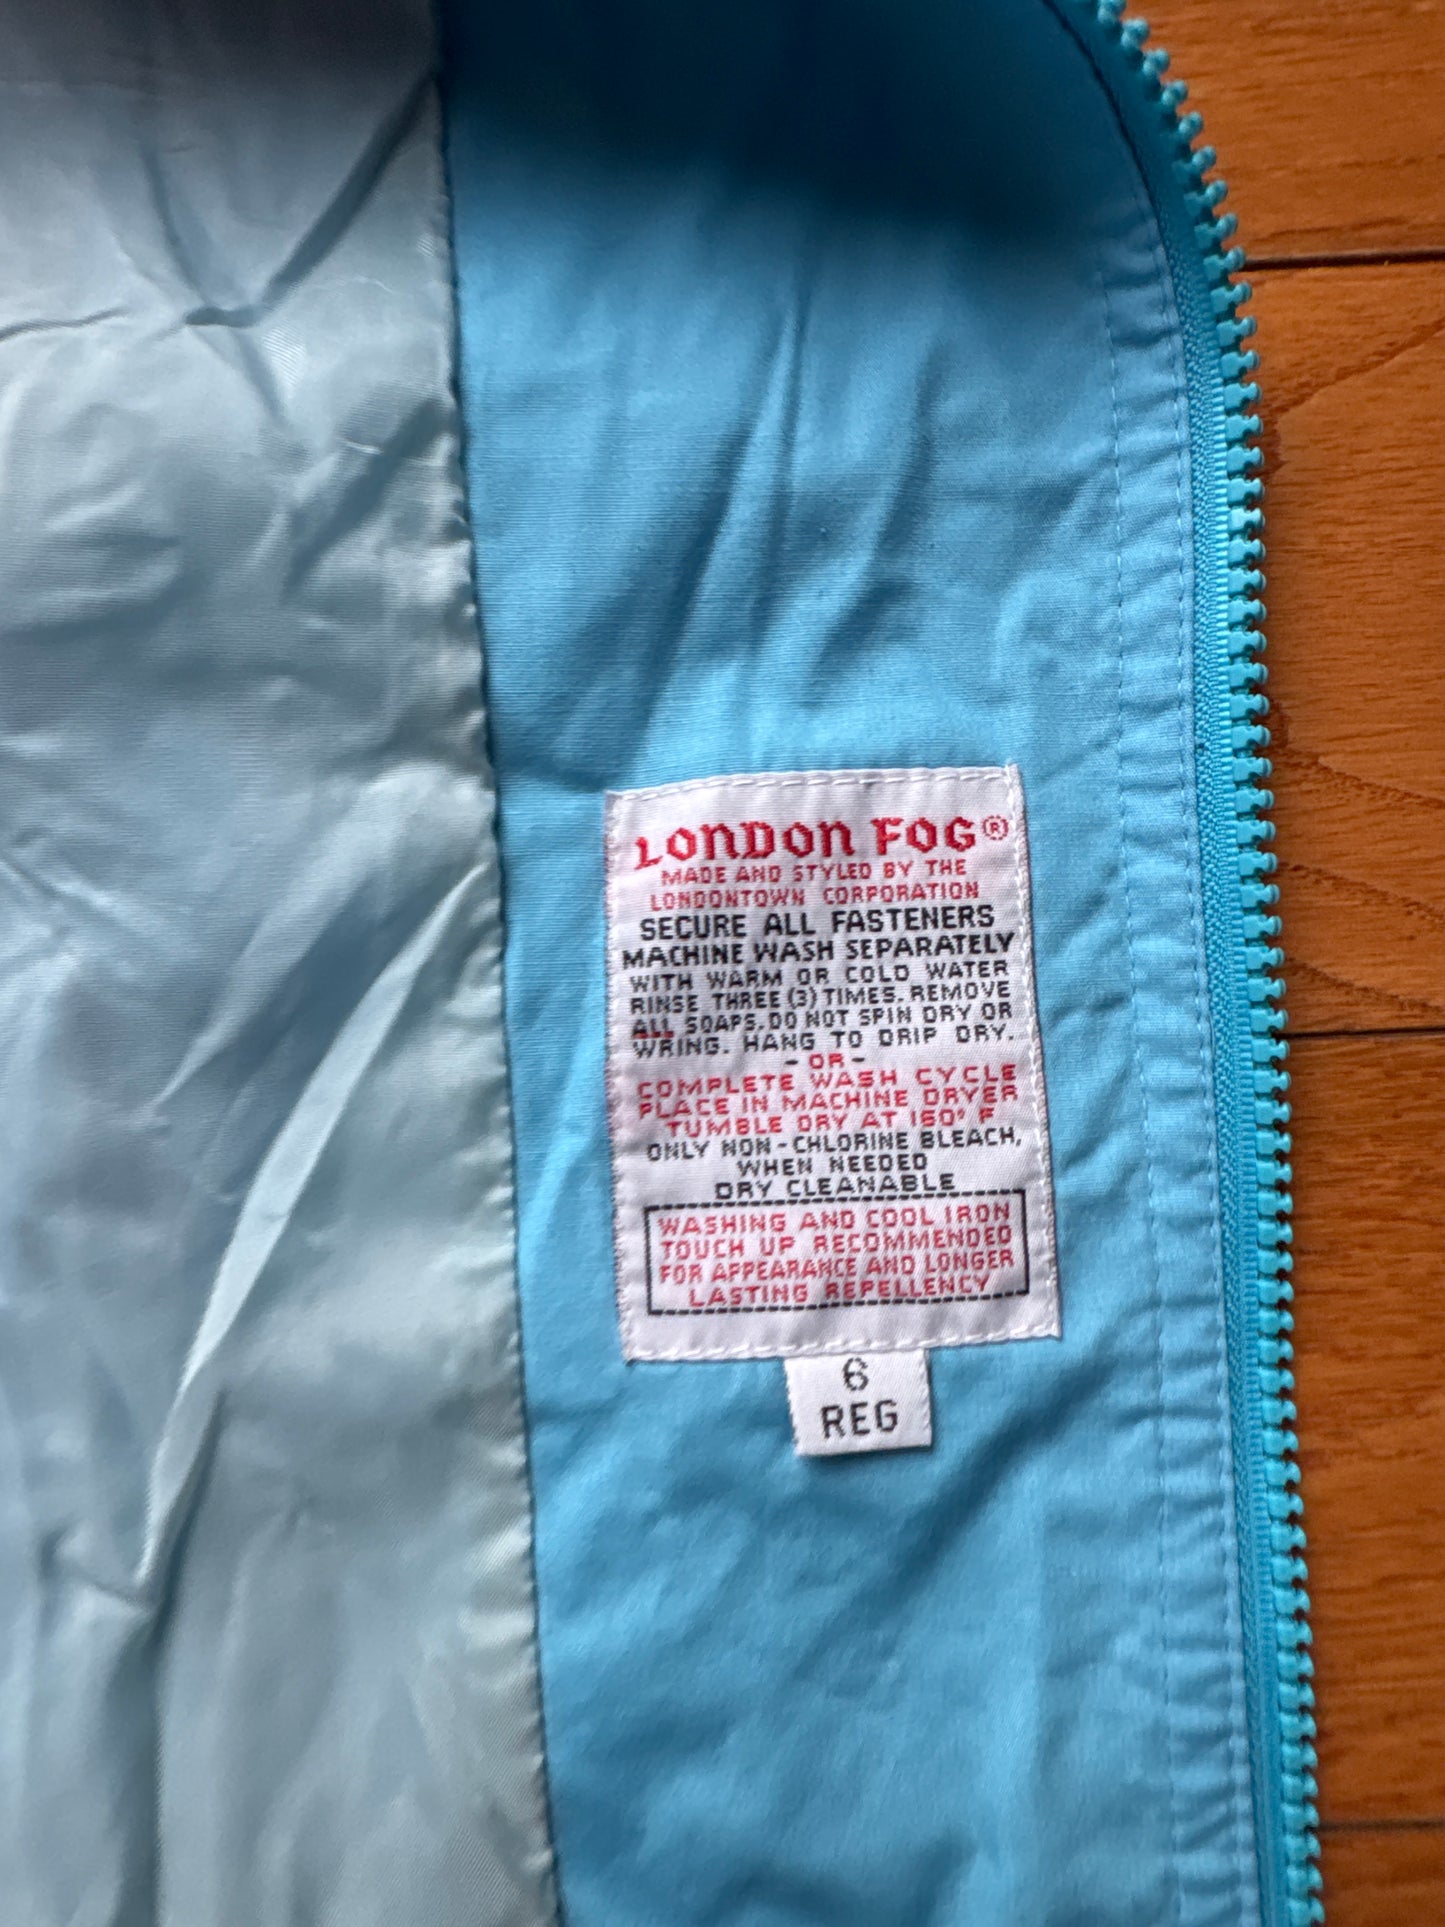 LONDON FOG®
MADE AND STYLED BY THE
LONDONTOWN CORPORATION
SECURE ALL FASTENERS
MACHINE WASH SEPARATELY
WITH WARM OR COLD WATER
RINSE THREE (3) TIMES. REMOVE
ALL SOAPS. DO NOT SPIN DRY OR
WRING. HANG TO DRIP DRY.
- OR -
COMPLETE WASH CYCLE
PLACE IN MACHINE DRYER
TUMBLE DRY AT 160° F
ONLY NON-CHLORINE BLEACH,
WHEN NEEDED
DRY CLEANABLE
WASHING AND COOL IRON
TOUCH UP RECOMMENDED
FOR APPEARANCE AND LONGER
LASTING REPELLENCY
6
REG